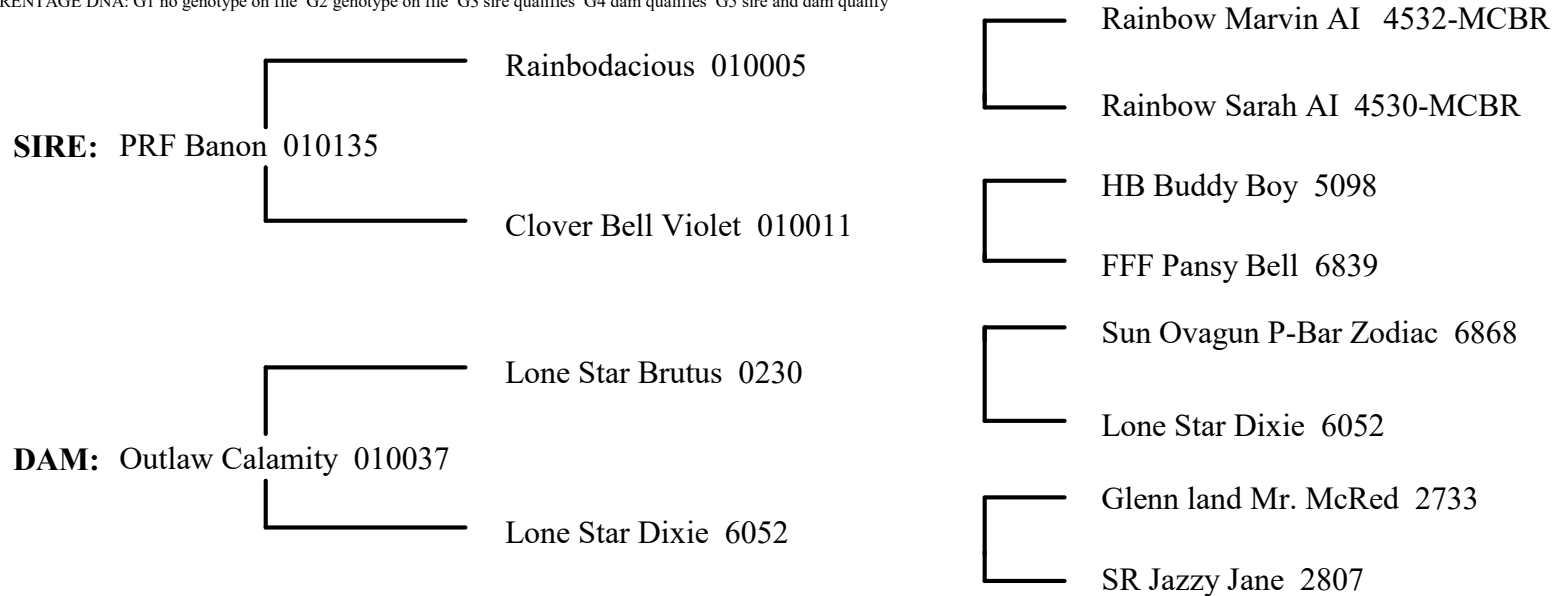 RENTAGE DNA: G1 no genotype on file G2 genotype on file G3 sire qualifies G4 dam qualifies G5 sire and dam qualify
Rainbow Marvin AI 4532-MCBR
Rainbodacious 010005
Rainbow Sarah AI 4530-MCBR
SIRE: PRF Banon 010135
HB Buddy Boy 5098
Clover Bell Violet 010011
FFF Pansy Bell 6839
Sun Ovagun P-Bar Zodiac 6868
Lone Star Brutus 0230
Lone Star Dixie 6052
DAM: Outlaw Calamity 010037
Glenn land Mr. McRed 2733
Lone Star Dixie 6052
SR Jazzy Jane 2807